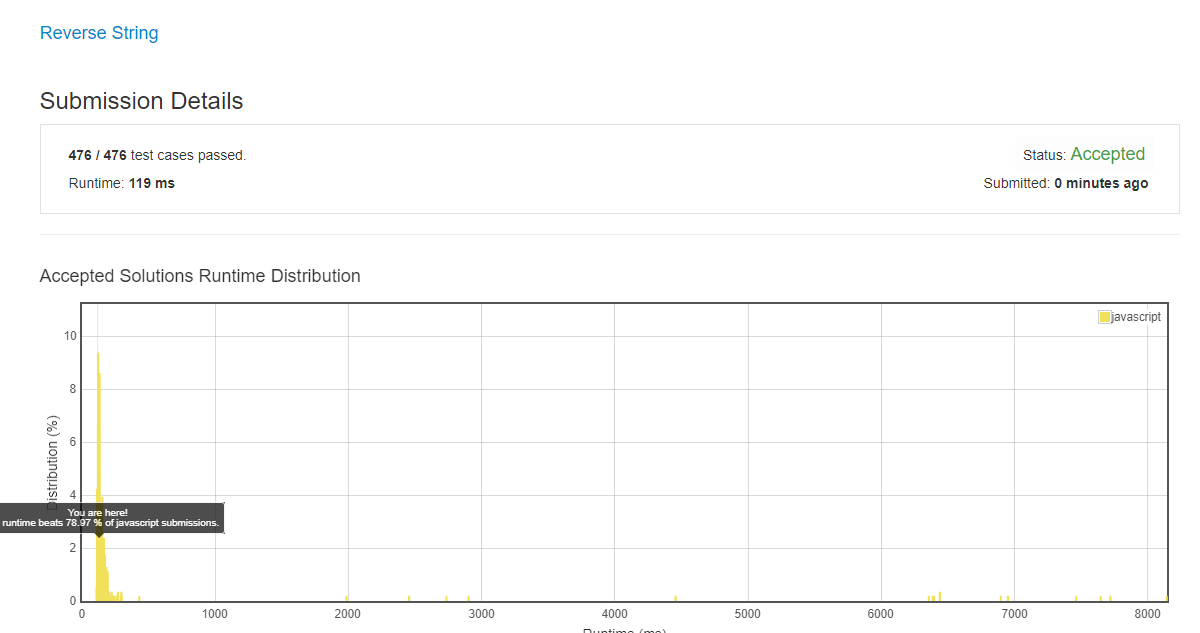 Reverse String
Submission Details
476 / 476 test cases passed.
Status: Accepted
Runtime: 119 ms
Submitted: 0 minutes ago
Accepted Solutions Runtime Distribution
javascript
10
8
6
4
2
0
Distribution (%)
You are here!
runtime beats 78.97 % of javascript submissions.
0 1000 2000 3000 4000 5000 6000 7000 8000
Runtime (ms)